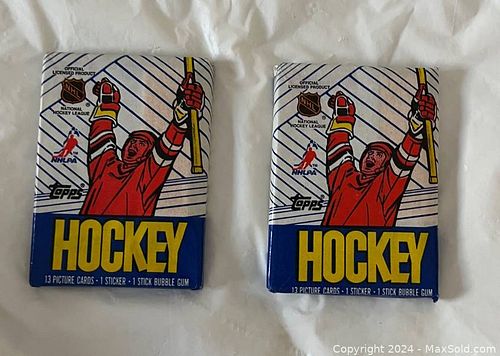 OFFICIAL
LICENSED PRODUCT
NHL
NATIONAL
HOCKEY LEAGUE
NHLPA
Topps
HOCKEY
13 PICTURE CARDS · 1 STICKER · 1 STICK BUBBLE GUM
OFFICIAL
LICENSED PRODUCT
NHL
NATIONAL
HOCKEY LEAGUE
NHLPA
Topps
HOCKEY
13 PICTURE CARDS · 1 STICKER · 1 STICK BUBBLE GUM
Copyright © 2024 - MaxSold.com